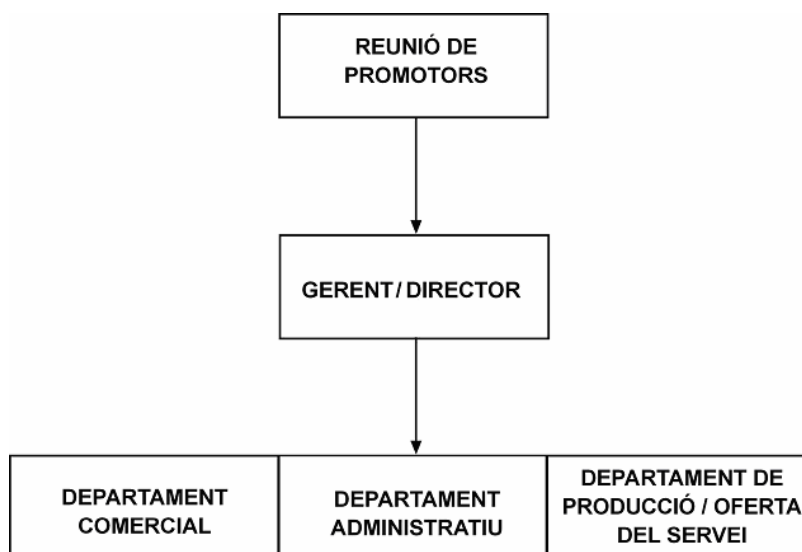 REUNIÓ DE
PROMOTORS
GERENT / DIRECTOR
DEPARTAMENT
COMERCIAL
DEPARTAMENT
ADMINISTRATIU
DEPARTAMENT DE
PRODUCCIÓ / OFERTA
DEL SERVEI